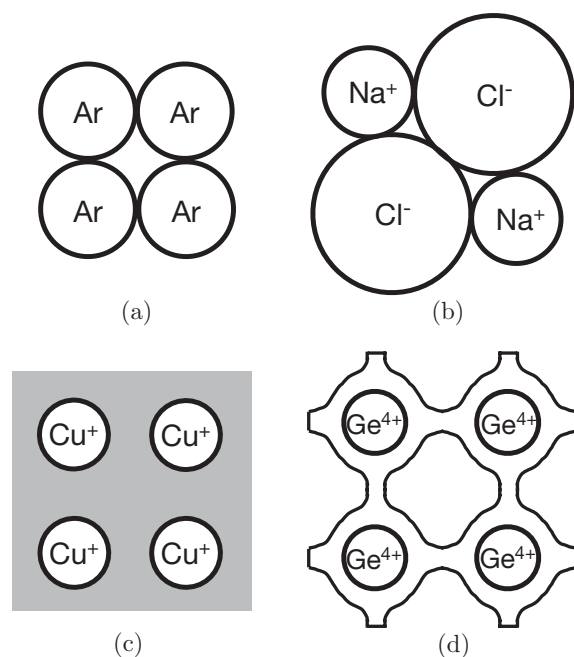 Ar Ar
Ar Ar
(a)
Na⁺ Cl⁻
Cl⁻ Na⁺
(b)
Cu⁺ Cu⁺
Cu⁺ Cu⁺
(c)
Ge⁴⁺ Ge⁴⁺
Ge⁴⁺ Ge⁴⁺
(d)